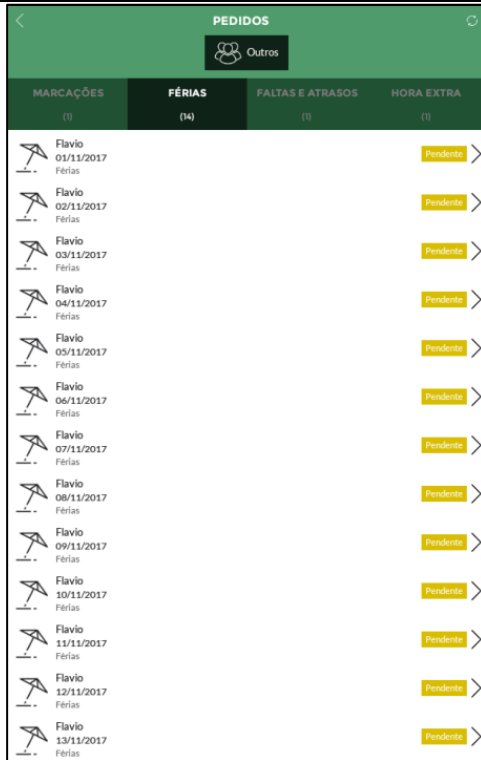 PEDIDOS
Outros
MARCAÇÕES FÉRIAS FALTAS E ATRASOS HORA EXTRA
(1) (14) (1) (1)
Flavio
01/11/2017 Pendente
Férias
Flavio
02/11/2017 Pendente
Férias
Flavio
03/11/2017 Pendente
Férias
Flavio
04/11/2017 Pendente
Férias
Flavio
05/11/2017 Pendente
Férias
Flavio
06/11/2017 Pendente
Férias
Flavio
07/11/2017 Pendente
Férias
Flavio
08/11/2017 Pendente
Férias
Flavio
09/11/2017 Pendente
Férias
Flavio
10/11/2017 Pendente
Férias
Flavio
11/11/2017 Pendente
Férias
Flavio
12/11/2017 Pendente
Férias
Flavio
13/11/2017 Pendente
Férias